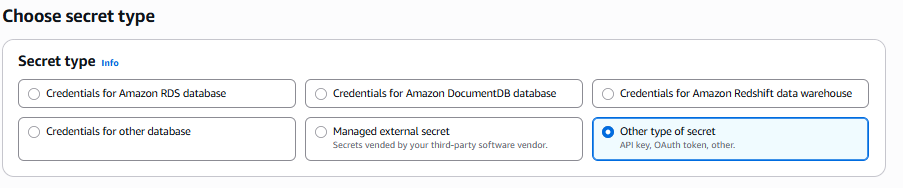 Choose secret type
Secret type Info
Credentials for Amazon RDS database
Credentials for Amazon DocumentDB database
Credentials for Amazon Redshift data warehouse
Credentials for other database
Managed external secret
Secrets vended by your third-party software vendor.
Other type of secret
API key, OAuth token, other.